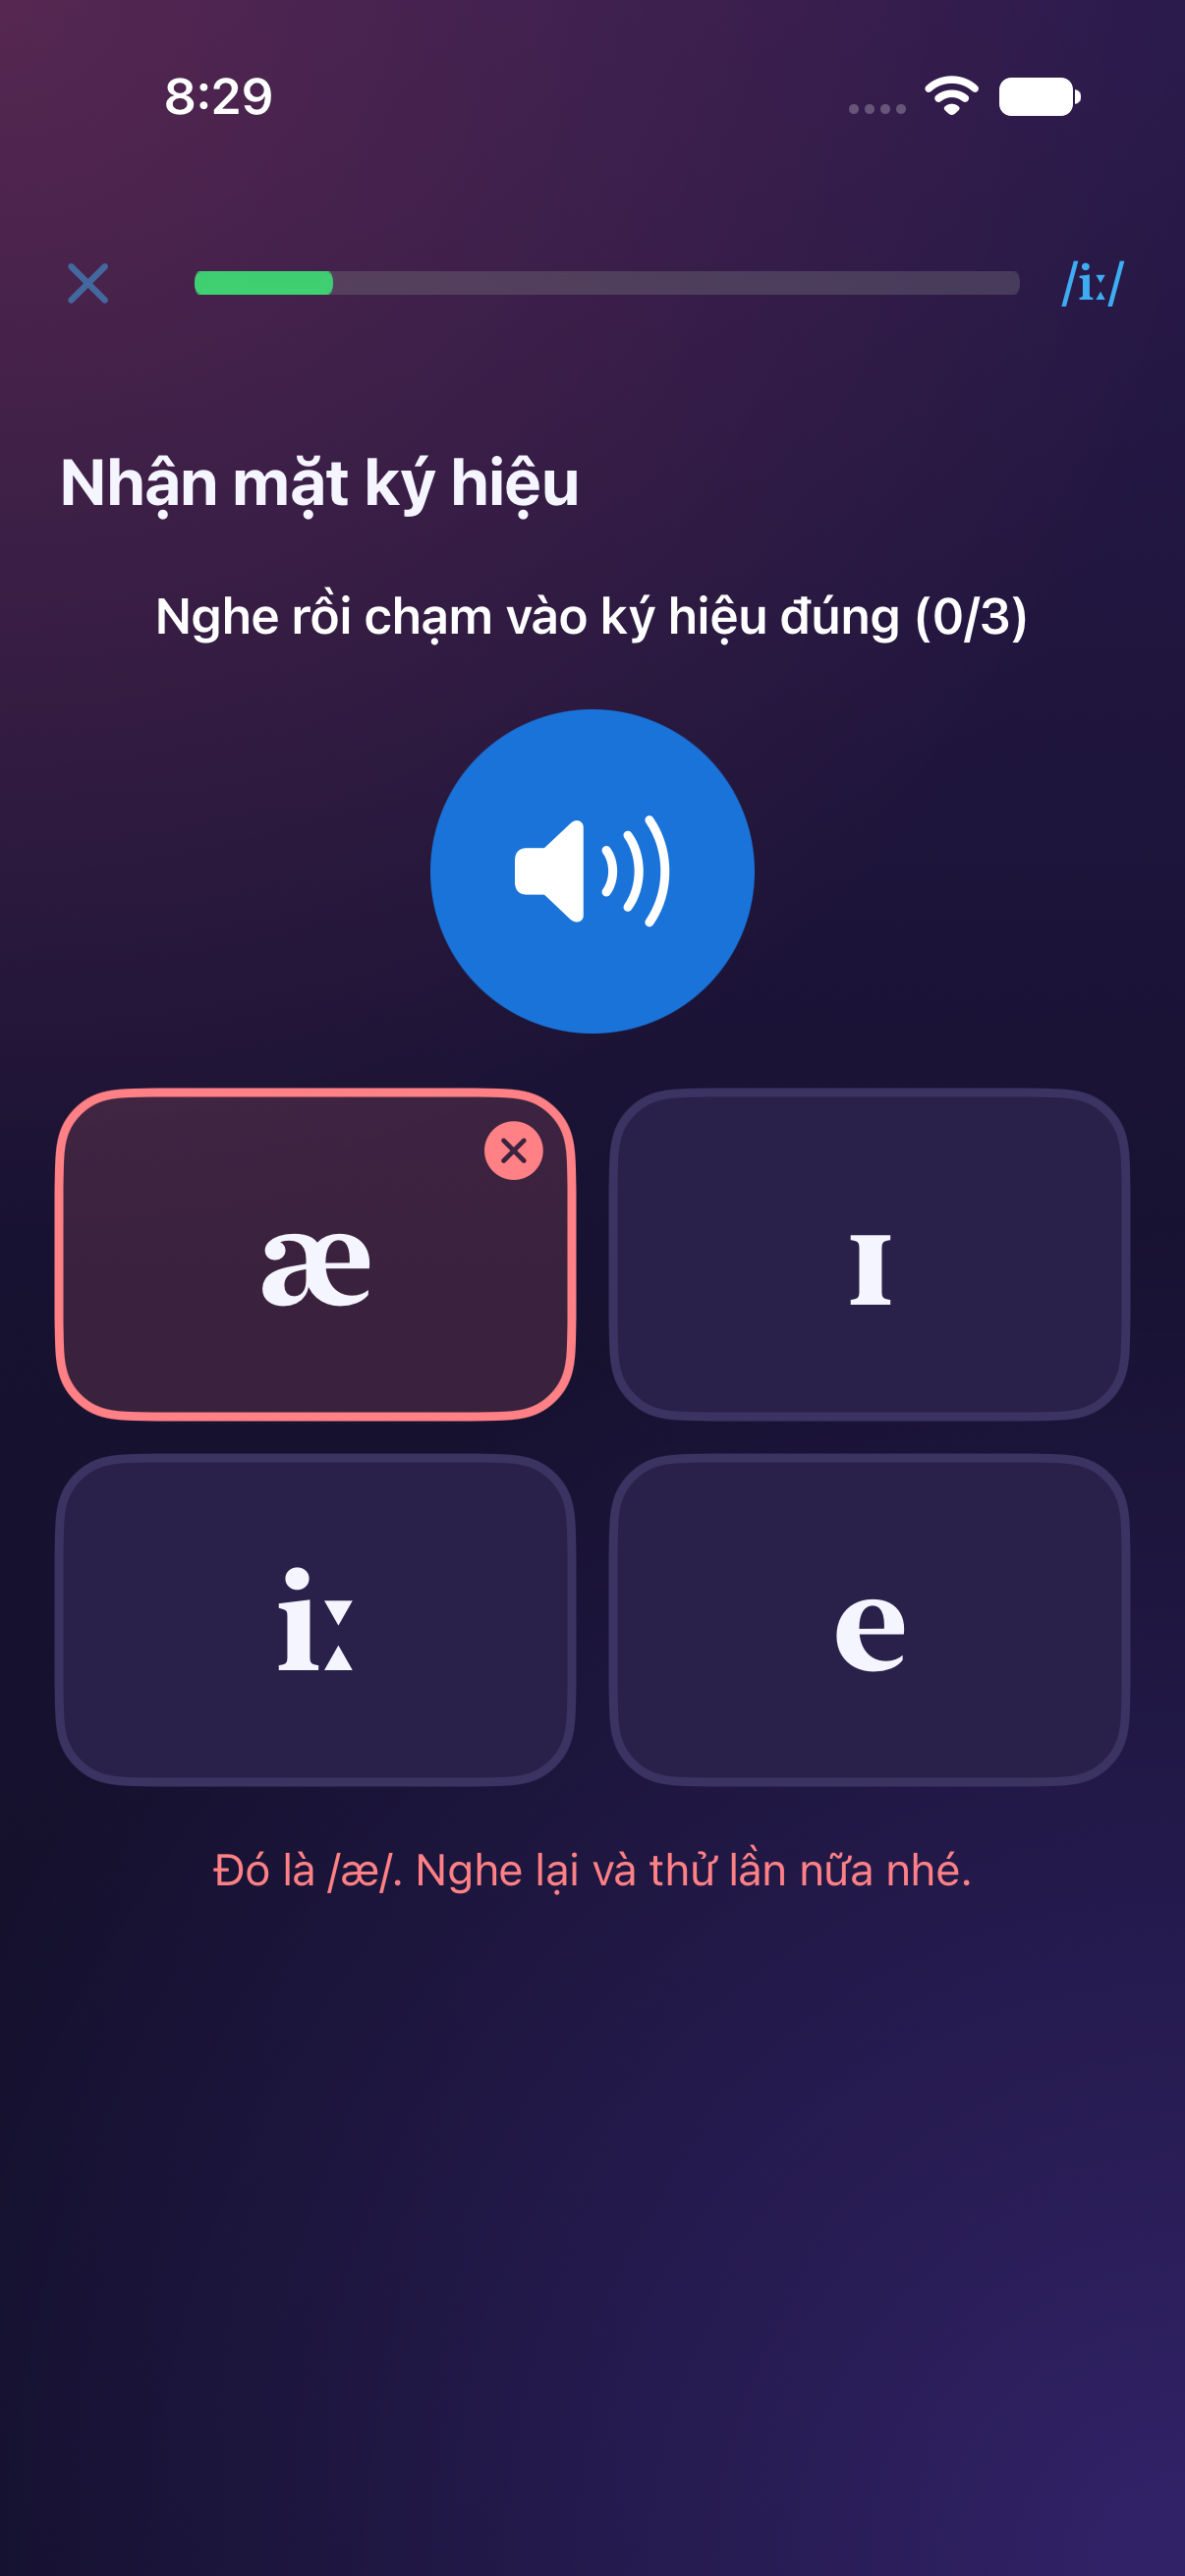 8:29
/iː/
Nhận mặt ký hiệu
Nghe rồi chạm vào ký hiệu đúng (0/3)
æ
ɪ
iː
e
Đó là /æ/. Nghe lại và thử lần nữa nhé.